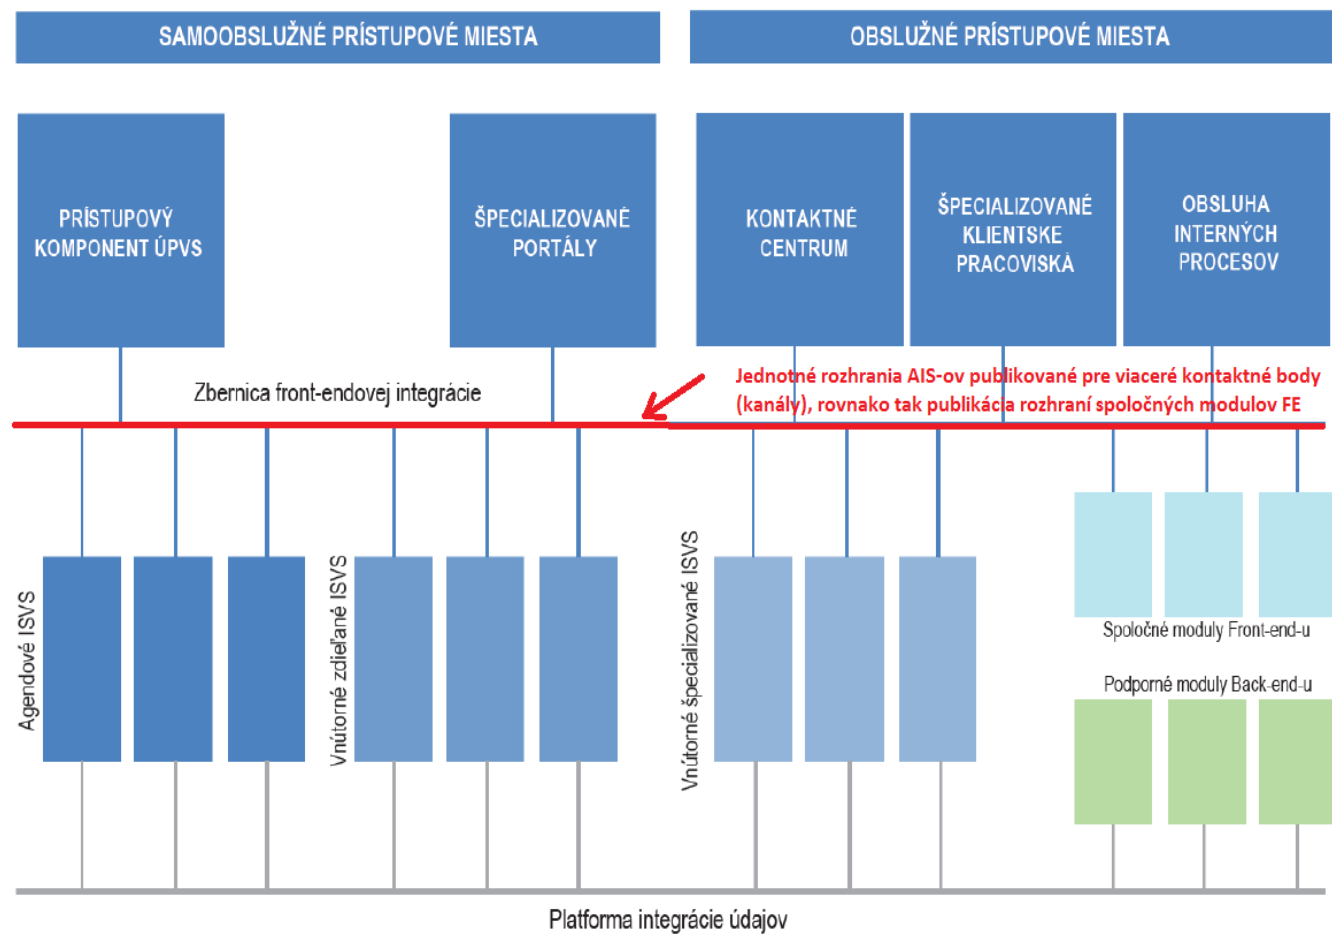 SAMOOBSLUŽNÉ PRÍSTUPOVÉ MIESTA
OBSLUŽNÉ PRÍSTUPOVÉ MIESTA
PRÍSTUPOVÝ
KOMPONENT ÚPVS
ŠPECIALIZOVANÉ
PORTÁLY
KONTAKTNÉ
CENTRUM
ŠPECIALIZOVANÉ
KLIENTSKE
PRACOVISKÁ
OBSLUHA
INTERNÝCH
PROCESOV
Zbernica front-endovej integrácie
Jednotné rozhrania AIS-ov publikované pre viaceré kontaktné body
(kanály), rovnako tak publikácia rozhraní spoločných modulov FE
Agendové ISVS
Vnútorné zdieľané ISVS
Vnútorné špecializované ISVS
Spoločné moduly Front-end-u
Podporné moduly Back-end-u
Platforma integrácie údajov